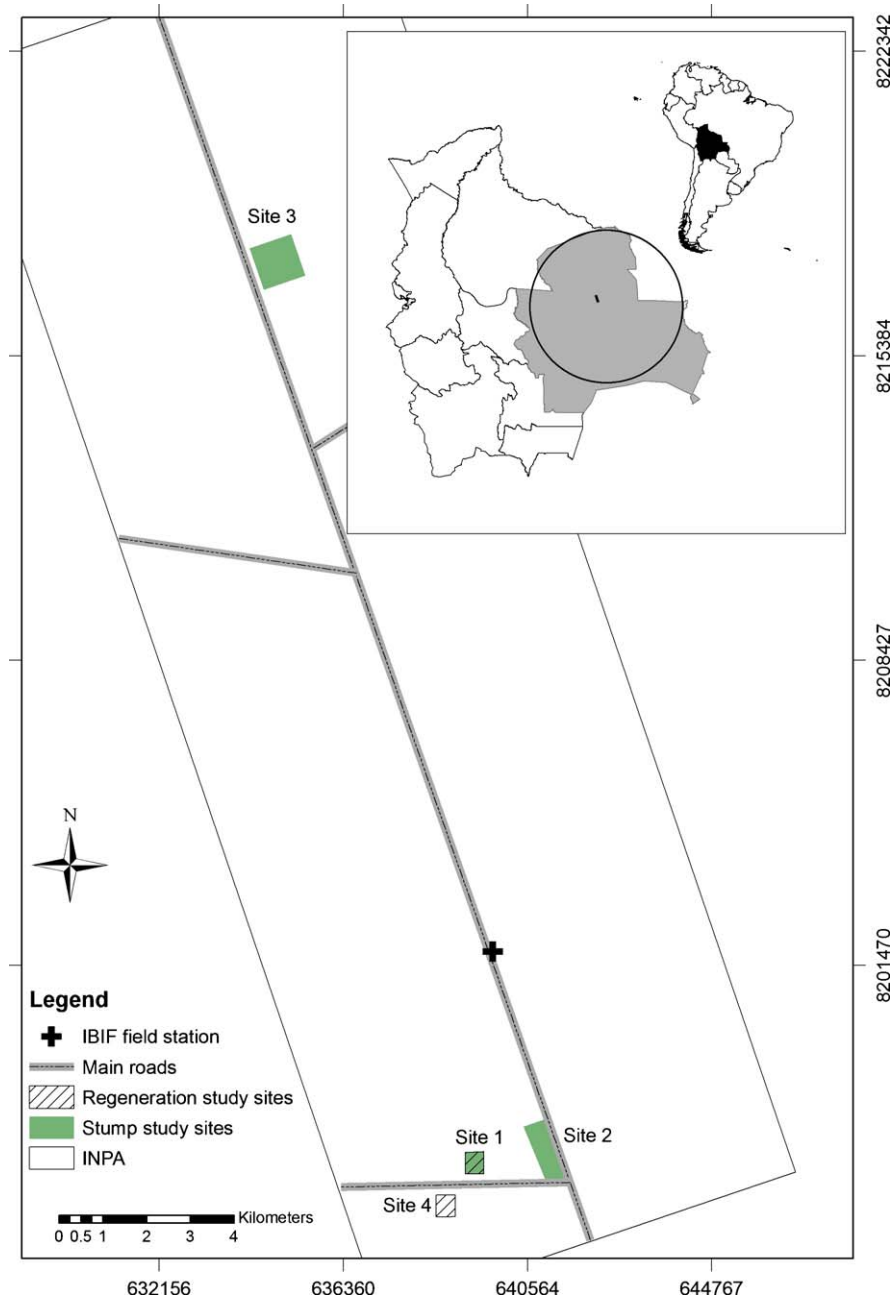 8222342
Site 3
8215384
8208427
N
8201470
Legend
IBIF field station
Main roads
Regeneration study sites
Stump study sites
INPA
Site 1
Site 2
Site 4
Kilometers
0 0.5 1 2 3 4
632156 636360 640564 644767